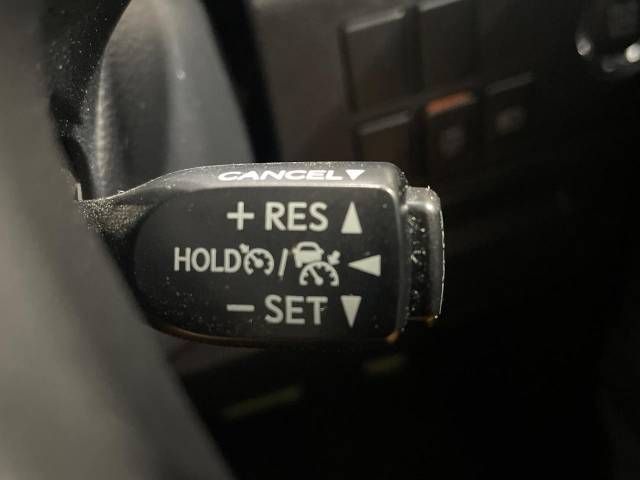 CANCEL▼
+ RES ▲
HOLD / ◀
− SET ▼